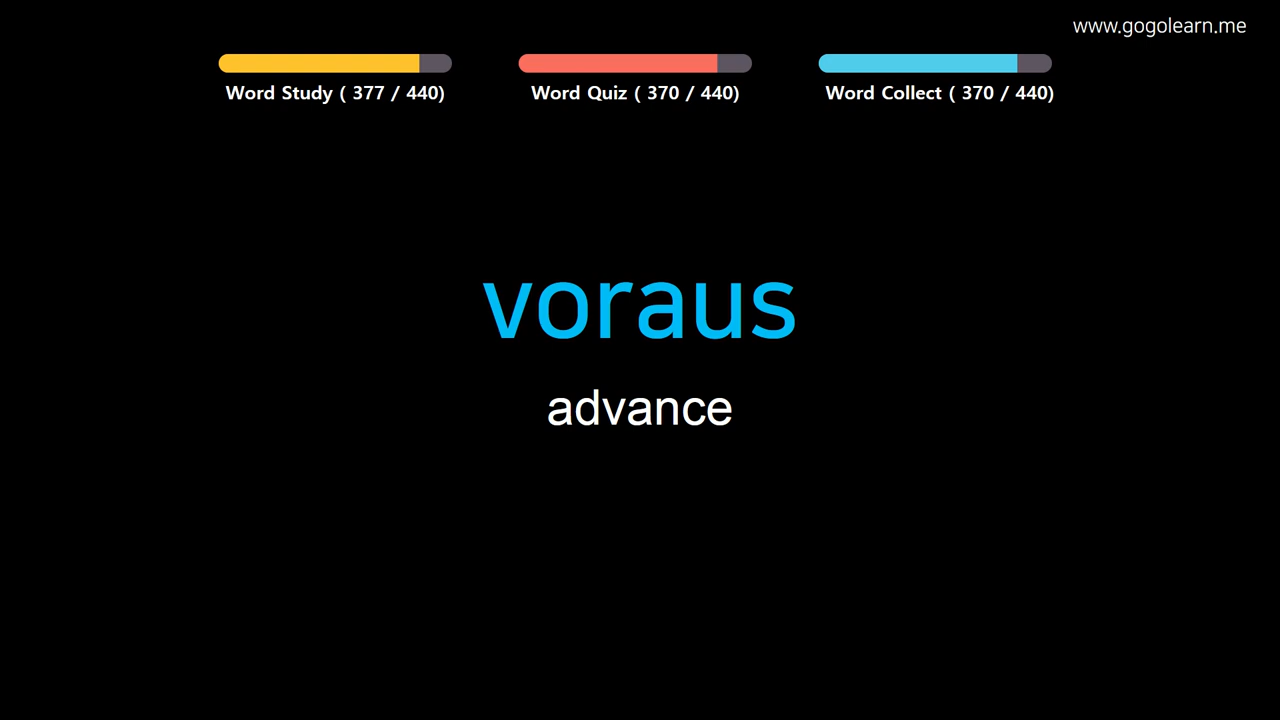 www.gogolearn.me
Word Study ( 377 / 440)
Word Quiz ( 370 / 440)
Word Collect ( 370 / 440)
voraus
advance